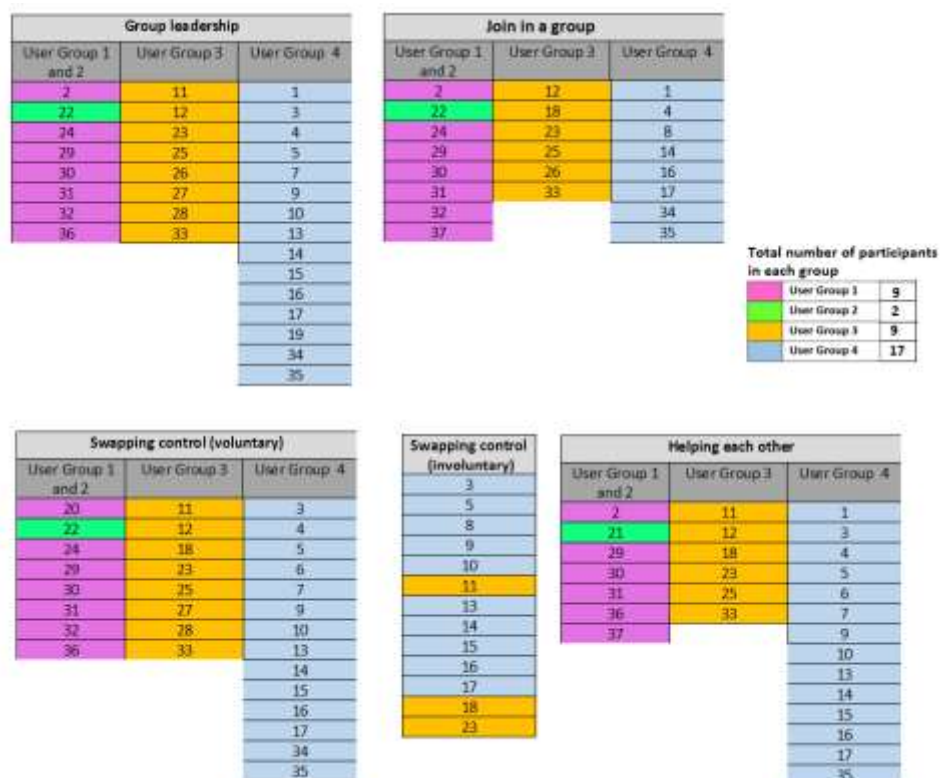 Group leadership
User Group 1 and 2 User Group 3 User Group 4
2 11 1
22 12 3
24 23 4
29 25 5
30 26 7
31 27 9
32 28 10
36 33 13
14
15
16
17
19
34
35
Join in a group
User Group 1 and 2 User Group 3 User Group 4
2 12 1
22 18 4
24 23 8
29 25 14
30 26 16
31 33 17
32 34
37 35
Total number of participants
in each group
User Group 1 9
User Group 2 2
User Group 3 9
User Group 4 17
Swapping control (voluntary)
User Group 1 and 2 User Group 3 User Group 4
20 11 3
22 12 4
24 18 5
29 23 6
30 25 7
31 27 9
32 28 10
36 33 13
14
15
16
17
34
35
Swapping control
(involuntary)
3
5
8
9
10
11
13
14
15
16
17
18
23
Helping each other
User Group 1 and 2 User Group 3 User Group 4
2 11 1
21 12 3
29 18 4
30 23 5
31 25 6
36 33 7
37 9
10
13
14
15
16
17
35